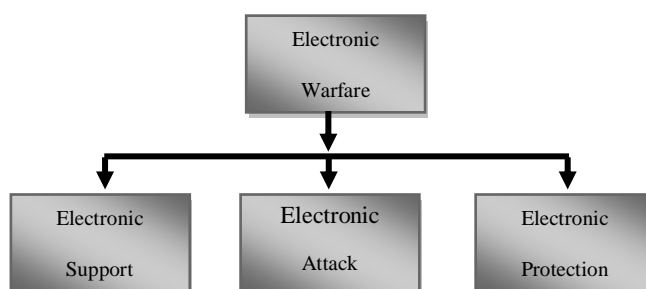 Electronic
Warfare
Electronic
Support
Electronic
Attack
Electronic
Protection